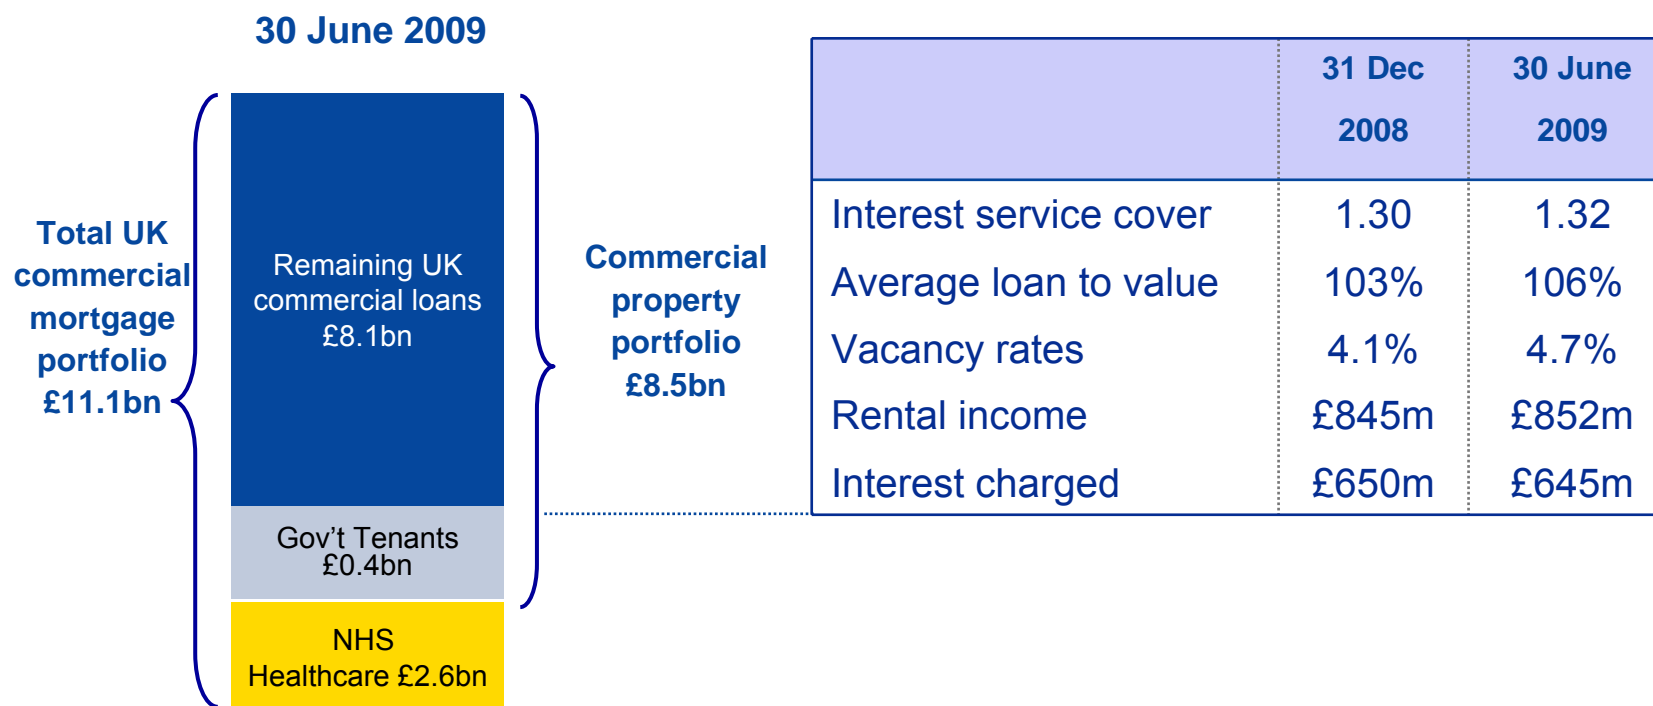 30 June 2009
Total UK
commercial
mortgage
portfolio
£11.1bn
Remaining UK
commercial loans
£8.1bn
Gov’t Tenants
£0.4bn
NHS
Healthcare £2.6bn
Commercial
property
portfolio
£8.5bn
31 Dec 30 June
2008 2009
Interest service cover 1.30 1.32
Average loan to value 103% 106%
Vacancy rates 4.1% 4.7%
Rental income £845m £852m
Interest charged £650m £645m